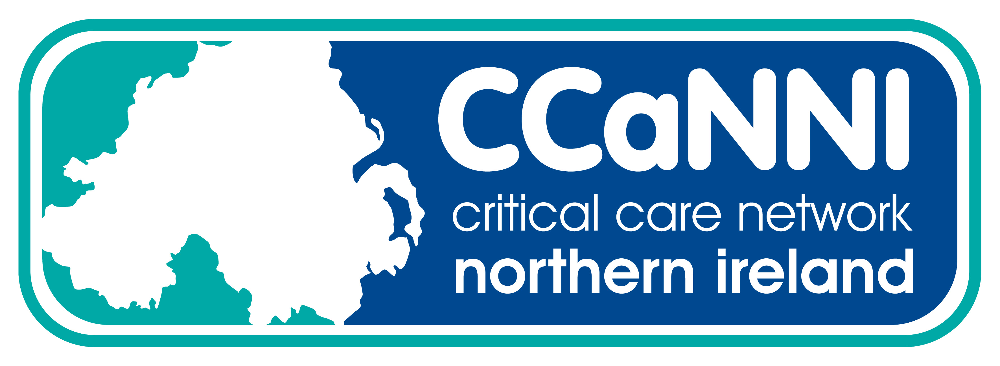 CCaNNI
critical care network
northern ireland